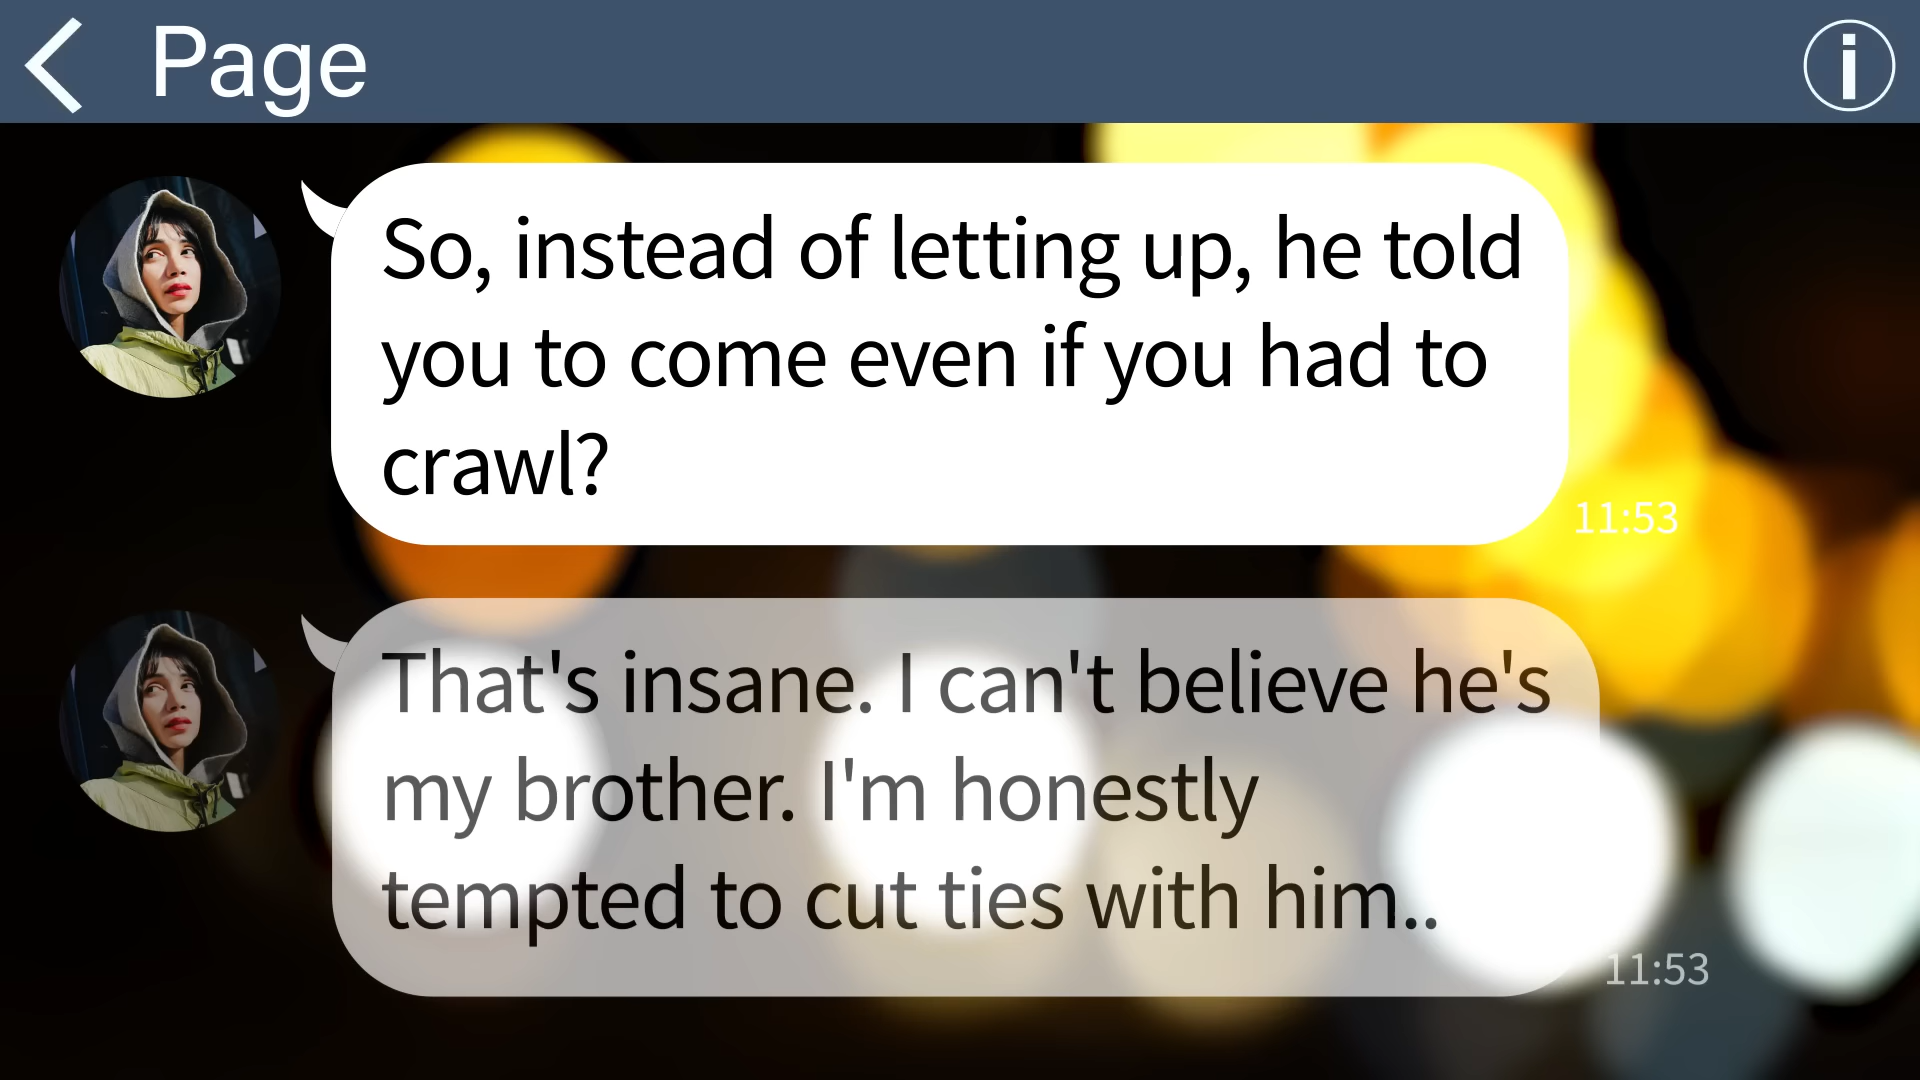 Page
So, instead of letting up, he told
you to come even if you had to
crawl?
11:53
That's insane. I can't believe he's
my brother. I'm honestly
tempted to cut ties with him..
11:53